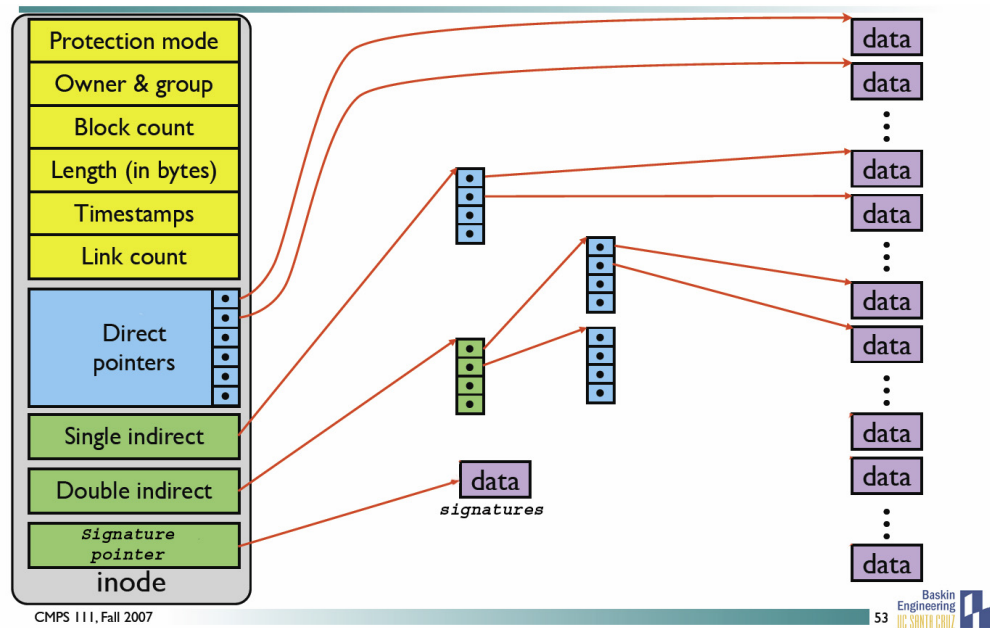 Protection mode
Owner & group
Block count
Length (in bytes)
Timestamps
Link count
Direct
pointers
Single indirect
Double indirect
Signature
pointer
inode
data
signatures
data
data
data
data
data
data
data
data
data
CMPS 111, Fall 2007
53
Baskin
Engineering
UC SANTA CRUZ